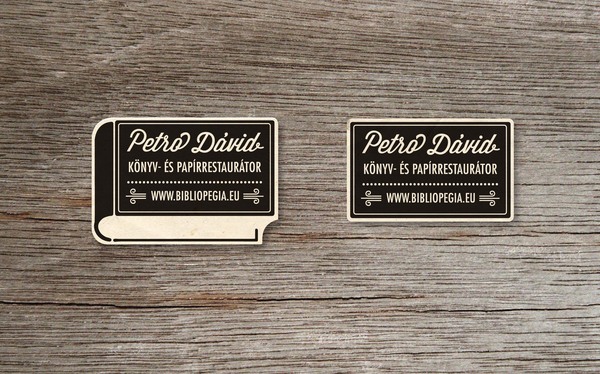 Petró Dávid
KÖNYV- ÉS PAPÍRRESTAURÁTOR
WWW.BIBLIOPEGIA.EU
Petró Dávid
KÖNYV- ÉS PAPÍRRESTAURÁTOR
WWW.BIBLIOPEGIA.EU